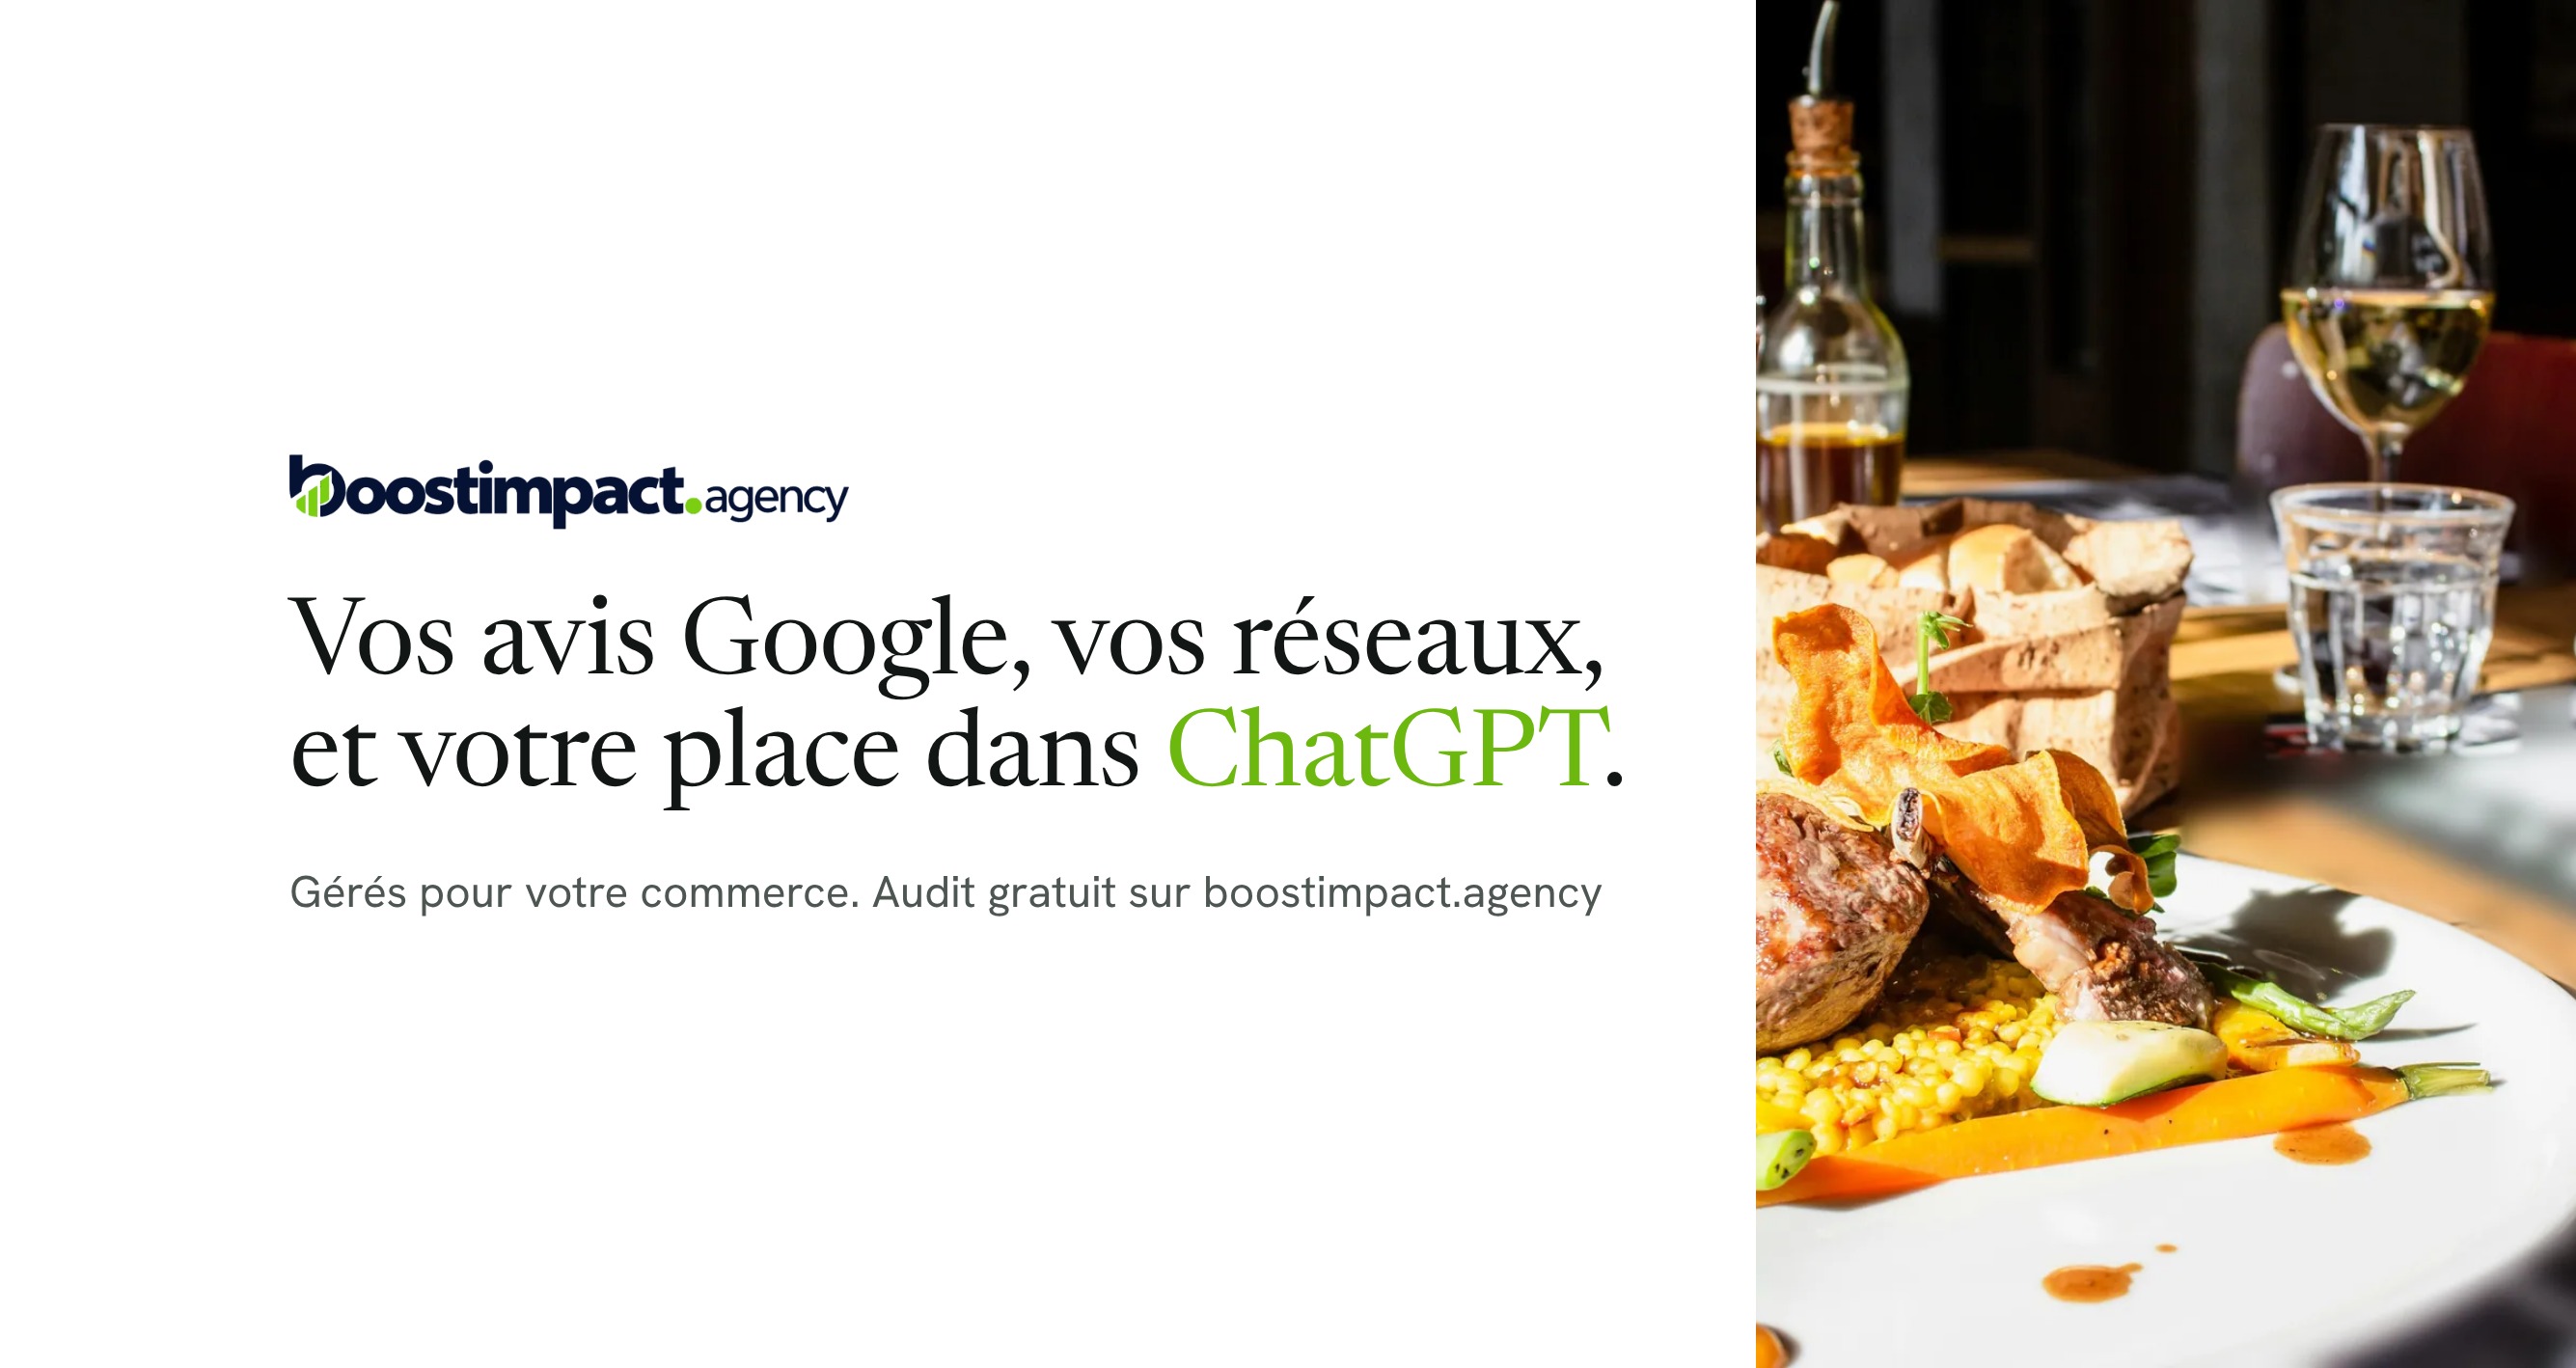 boostimpact.agency
Vos avis Google, vos réseaux,
et votre place dans ChatGPT.
Gérés pour votre commerce. Audit gratuit sur boostimpact.agency